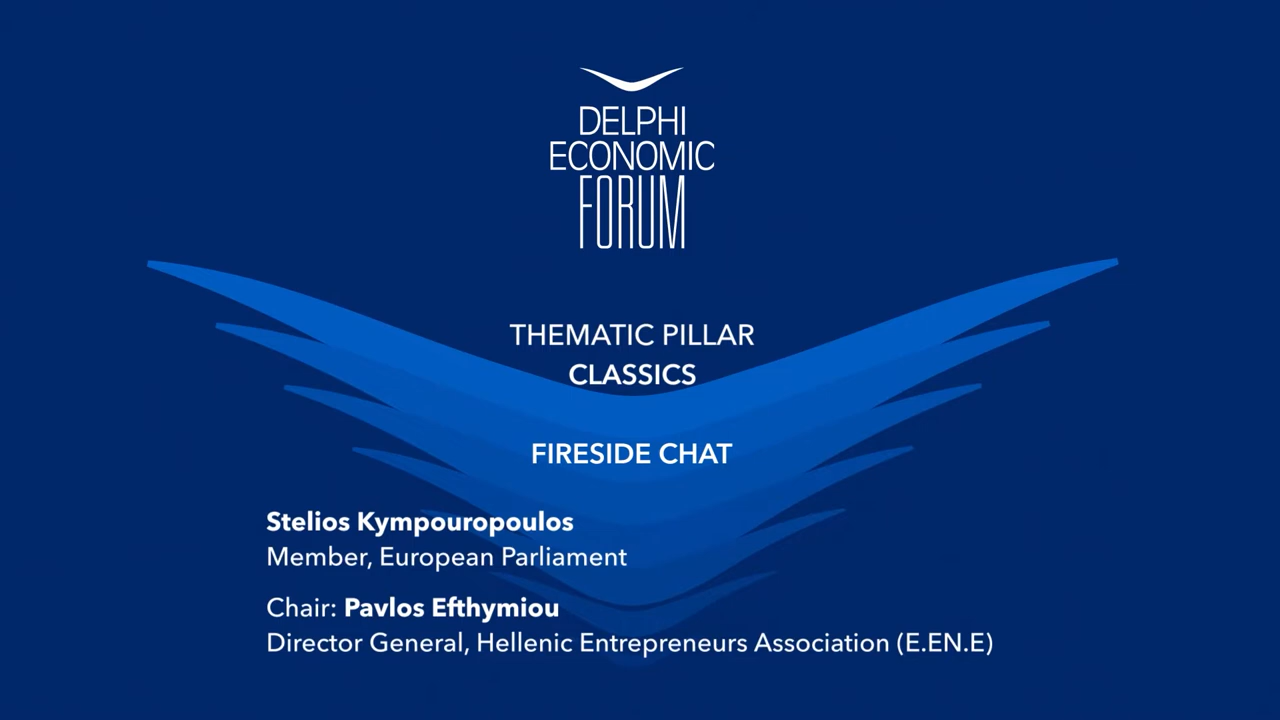 DELPHI
ECONOMIC
FORUM
THEMATIC PILLAR
CLASSICS
FIRESIDE CHAT
Stelios Kympouropoulos
Member, European Parliament
Chair: Pavlos Efthymiou
Director General, Hellenic Entrepreneurs Association (E.EN.E)